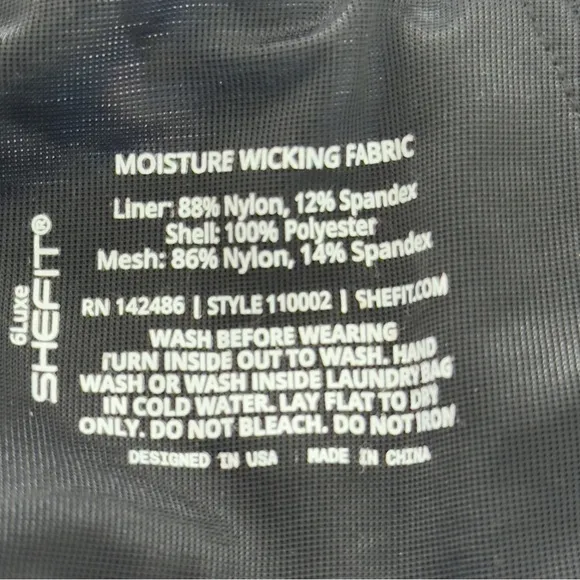 MOISTURE WICKING FABRIC
Liner: 88% Nylon, 12% Spandex
Shell: 100% Polyester
Mesh: 86% Nylon, 14% Spandex
RN 142486 | STYLE 110002 | SHEFIT.COM
WASH BEFORE WEARING
TURN INSIDE OUT TO WASH. HAND
WASH OR WASH INSIDE LAUNDRY BAG
IN COLD WATER. LAY FLAT TO DRY
ONLY. DO NOT BLEACH. DO NOT IRON
DESIGNED IN USA MADE IN CHINA
6Luxe
SHEFIT®